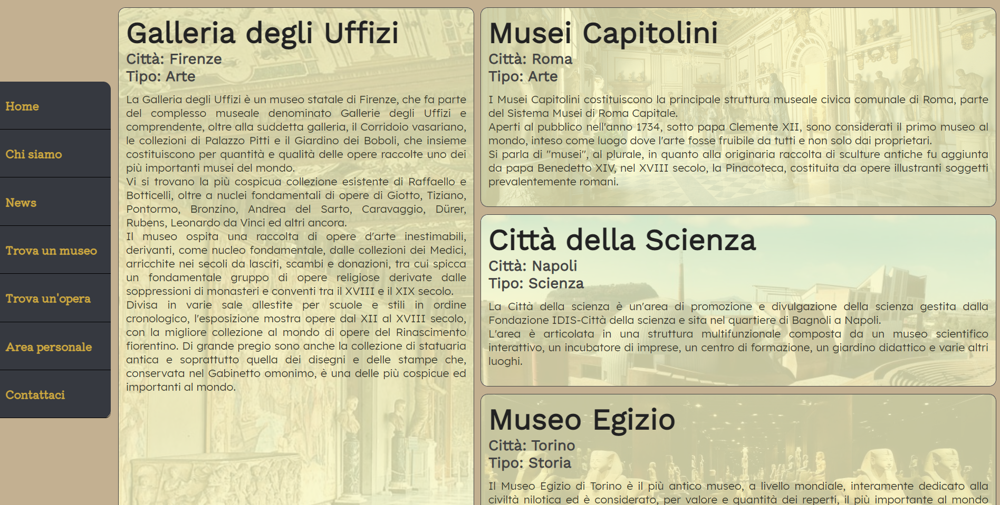 Home
Chi siamo
News
Trova un museo
Trova un'opera
Area personale
Contattaci
Galleria degli Uffizi
Città: Firenze
Tipo: Arte
La Galleria degli Uffizi è un museo statale di Firenze, che fa parte
del complesso museale denominato Gallerie degli Uffizi e
comprendente, oltre alla suddetta galleria, il Corridoio vasariano,
le collezioni di Palazzo Pitti e il Giardino dei Boboli, che insieme
costituiscono per quantità e qualità delle opere raccolte uno dei
più importanti musei del mondo.
Vi si trovano la più cospicua collezione esistente di Raffaello e
Botticelli, oltre a nuclei fondamentali di opere di Giotto, Tiziano,
Pontormo, Bronzino, Andrea del Sarto, Caravaggio, Dürer,
Rubens, Leonardo da Vinci ed altri ancora.
Il museo ospita una raccolta di opere d'arte inestimabili,
derivanti, come nucleo fondamentale, dalle collezioni dei Medici,
arricchite nei secoli da lasciti, scambi e donazioni, tra cui spicca
un fondamentale gruppo di opere religiose derivate dalle
soppressioni di monasteri e conventi tra il XVIII e il XIX secolo.
Divisa in varie sale allestite per scuole e stili in ordine
cronologico, l'esposizione mostra opere dal XII al XVIII secolo,
con la migliore collezione al mondo di opere del Rinascimento
fiorentino. Di grande pregio sono anche la collezione di statuaria
antica e soprattutto quella dei disegni e delle stampe che,
conservata nel Gabinetto omonimo, è una delle più cospicue ed
importanti al mondo.
Musei Capitolini
Città: Roma
Tipo: Arte
I Musei Capitolini costituiscono la principale struttura museale civica comunale di Roma, parte
del Sistema Musei di Roma Capitale.
Aperti al pubblico nell'anno 1734, sotto papa Clemente XII, sono considerati il primo museo al
mondo, inteso come luogo dove l'arte fosse fruibile da tutti e non solo dai proprietari.
Si parla di "musei", al plurale, in quanto alla originaria raccolta di sculture antiche fu aggiunta
da papa Benedetto XIV, nel XVIII secolo, la Pinacoteca, costituita da opere illustranti soggetti
prevalentemente romani.
Città della Scienza
Città: Napoli
Tipo: Scienza
La Città della scienza è un'area di promozione e divulgazione della scienza gestita dalla
Fondazione IDIS-Città della scienza e sita nel quartiere di Bagnoli a Napoli.
L'area è articolata in una struttura multifunzionale composta da un museo scientifico
interattivo, un incubatore di imprese, un centro di formazione, un giardino didattico e varie altri
luoghi.
Museo Egizio
Città: Torino
Tipo: Storia
Il Museo Egizio di Torino è il più antico museo, a livello mondiale, interamente dedicato alla
civiltà nilotica ed è considerato, per valore e quantità dei reperti, il più importante al mondo